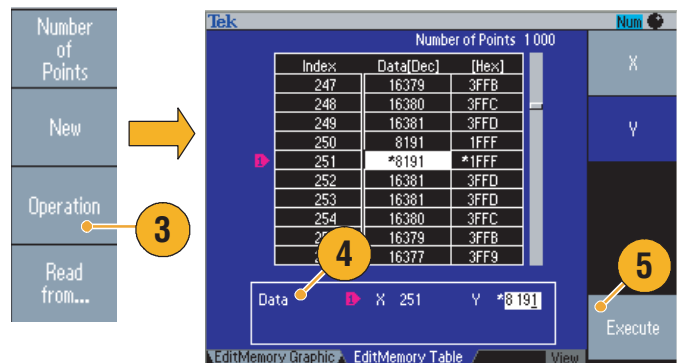 Number
of
Points
New
Operation
3
Read
from...
Tek
Num
Number of Points 1 000
Index Data[Dec] [Hex]
247 16379 3FFB
248 16380 3FFC
249 16381 3FFD
250 8191 1FFF
1 251 *8191 *1FFF
252 16381 3FFD
253 16381 3FFD
254 16380 3FFC
16379 3FFB
16377 3FF9
4
Data 1 X 251 Y *8 191
X
Y
5
Execute
EditMemory Graphic EditMemory Table View